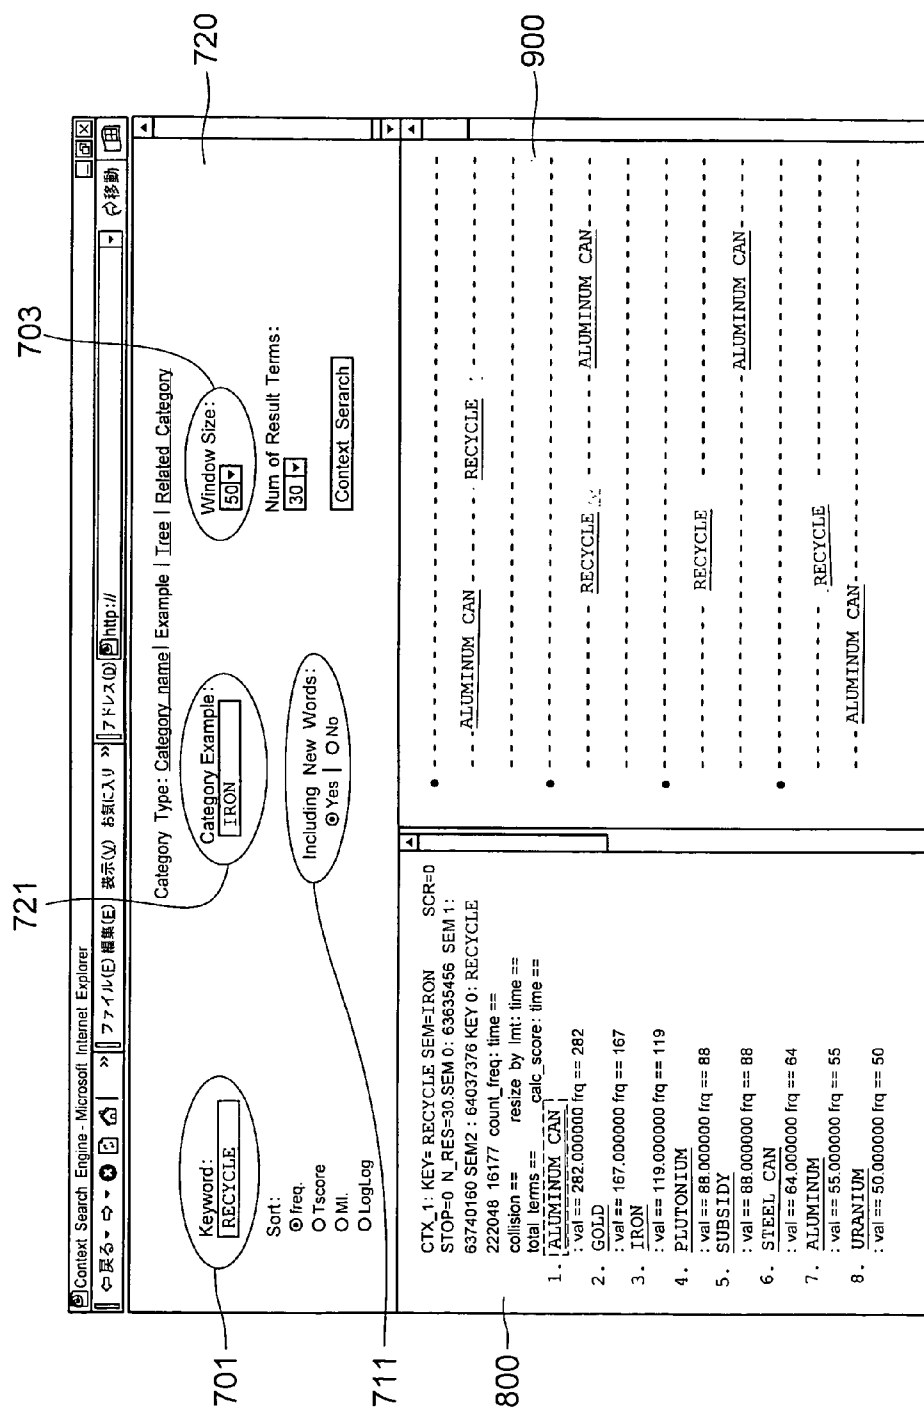 Context Search Engine - Microsoft Internet Explorer
戻る
»
ファイル(E) 編集(E) 表示(V) お気に入り »
アドレス(D)
http://
移動
Category Type: Category name | Example | Tree | Related Category
Keyword:
RECYCLE
Category Example:
IRON
Window Size:
50
Sort:
freq.
Tscore
MI.
LogLog
Including New Words:
Yes | No
Num of Result Terms:
30
Context Serarch
CTX_1: KEY= RECYCLE SEM=IRON SCR=0
STOP=0 N_RES=30.SEM 0: 63635456 SEM 1:
63740160 SEM2 : 64037376 KEY 0: RECYCLE
222048 16177 count_freq: time ==
collision == resize by lmt: time ==
total terms == calc_score: time ==
1. ALUMINUM CAN
: val == 282.000000 frq == 282
2. GOLD
: val == 167.000000 frq == 167
3. IRON
: val == 119.000000 frq == 119
4. PLUTONIUM
: val == 88.000000 frq == 88
5. SUBSIDY
: val == 88.000000 frq == 88
6. STEEL CAN
: val == 64.000000 frq == 64
7. ALUMINUM
: val == 55.000000 frq == 55
8. URANIUM
: val == 50.000000 frq == 50
ALUMINUM CAN RECYCLE
RECYCLE ALUMINUM CAN
RECYCLE
ALUMINUM CAN
RECYCLE
ALUMINUM CAN
701
711
721
703
720
800
900